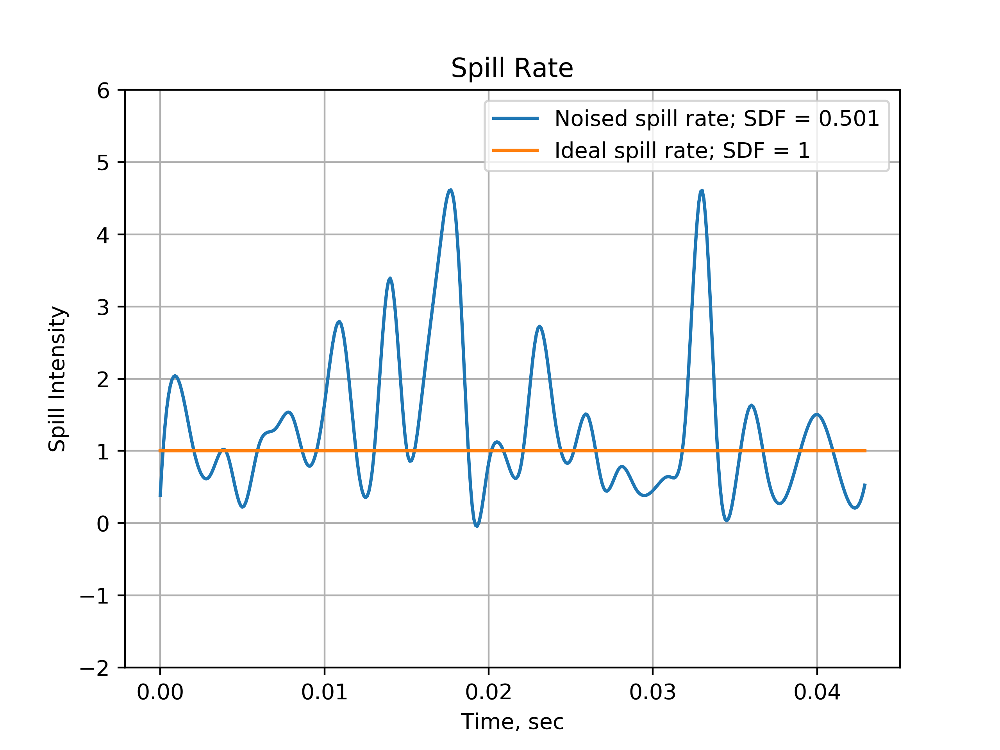 Spill Rate
Noised spill rate; SDF = 0.501
Ideal spill rate; SDF = 1
6
5
4
3
2
1
0
−1
−2
Spill Intensity
0.00 0.01 0.02 0.03 0.04
Time, sec